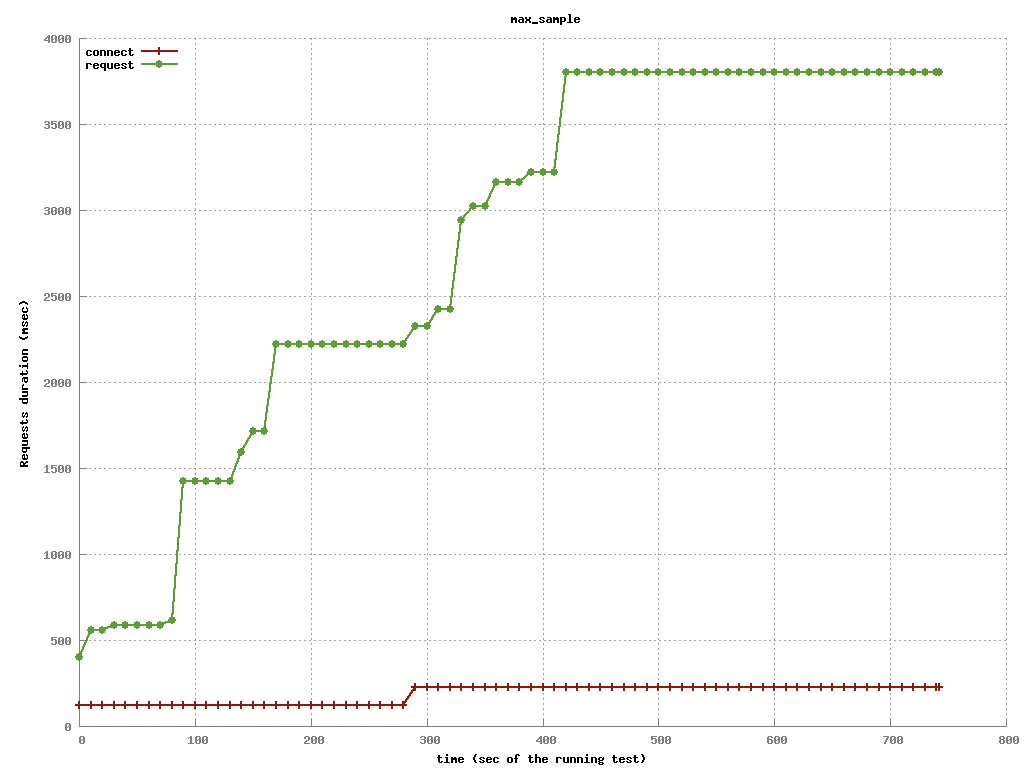 max_sample
connect
request
4000
3500
3000
2500
2000
1500
1000
500
0
Requests duration (msec)
0 100 200 300 400 500 600 700 800
time (sec of the running test)